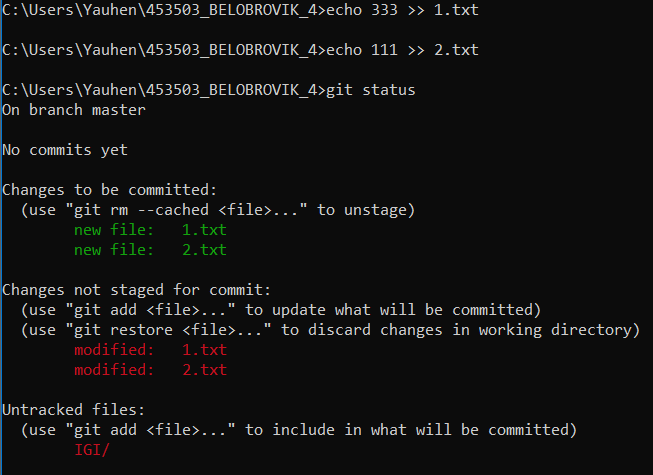 C:\Users\Yauhen\453503_BELOBROVIK_4>echo 333 >> 1.txt
C:\Users\Yauhen\453503_BELOBROVIK_4>echo 111 >> 2.txt
C:\Users\Yauhen\453503_BELOBROVIK_4>git status
On branch master
No commits yet
Changes to be committed:
  (use "git rm --cached <file>..." to unstage)
        new file:   1.txt
        new file:   2.txt
Changes not staged for commit:
  (use "git add <file>..." to update what will be committed)
  (use "git restore <file>..." to discard changes in working directory)
        modified:   1.txt
        modified:   2.txt
Untracked files:
  (use "git add <file>..." to include in what will be committed)
        IGI/